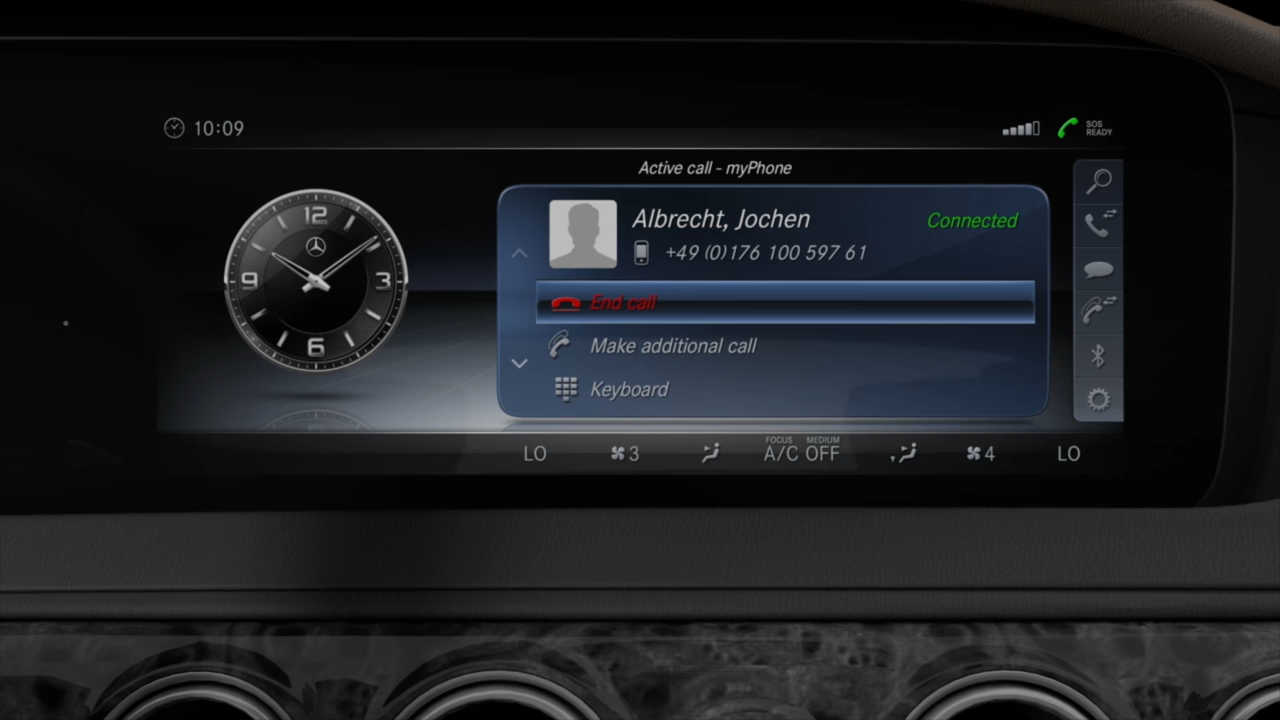 10:09
SOS
READY
Active call - myPhone
12
9
3
6
Albrecht, Jochen
Connected
+49 (0)176 100 597 61
End call
Make additional call
Keyboard
LO
3
FOCUS MEDIUM
A/C OFF
4
LO